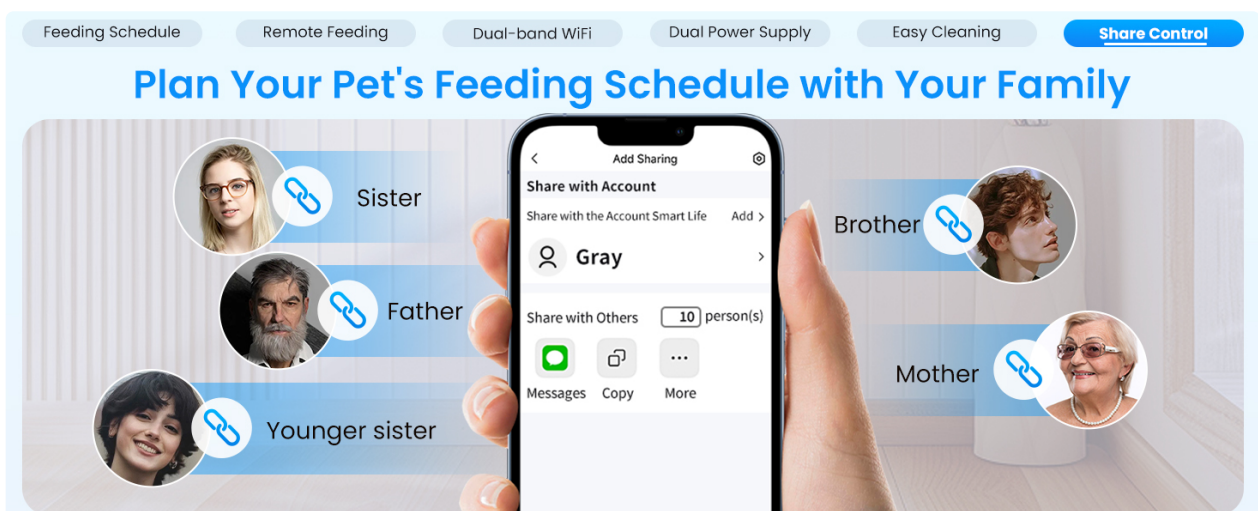 Feeding Schedule
Remote Feeding
Dual-band WiFi
Dual Power Supply
Easy Cleaning
Share Control
Plan Your Pet's Feeding Schedule with Your Family
Sister
Father
Younger sister
Add Sharing
Share with Account
Share with the Account Smart Life Add >
Gray >
Share with Others 10 person(s)
Messages Copy More
Brother
Mother